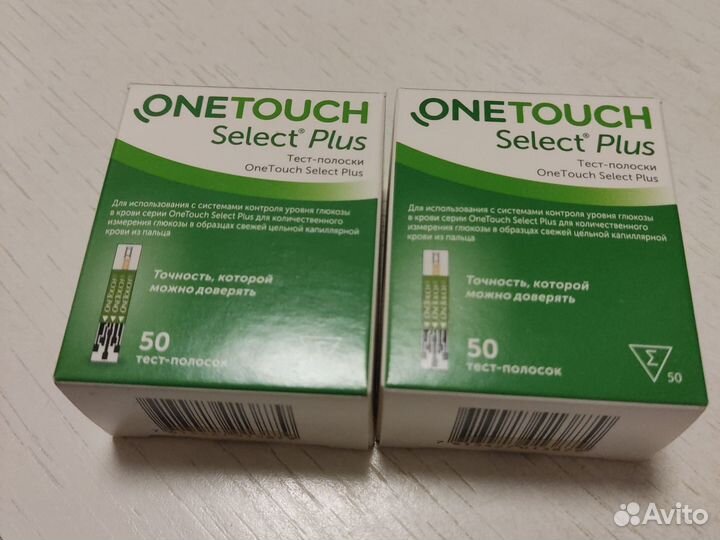 ONETOUCH
Select® Plus
Тест-полоски
OneTouch Select Plus
Для использования с системами контроля уровня глюкозы
в крови серии OneTouch Select Plus для количественного
измерения глюкозы в образцах свежей цельной капиллярной
крови из пальца
Точность, которой
можно доверять
50
тест-полосок
ONETOUCH
Select® Plus
Тест-полоски
OneTouch Select Plus
Для использования с системами контроля уровня глюкозы
в крови серии OneTouch Select Plus для количественного
измерения глюкозы в образцах свежей цельной капиллярной
крови из пальца
Точность, которой
можно доверять
50
тест-полосок
Σ
50
Avito